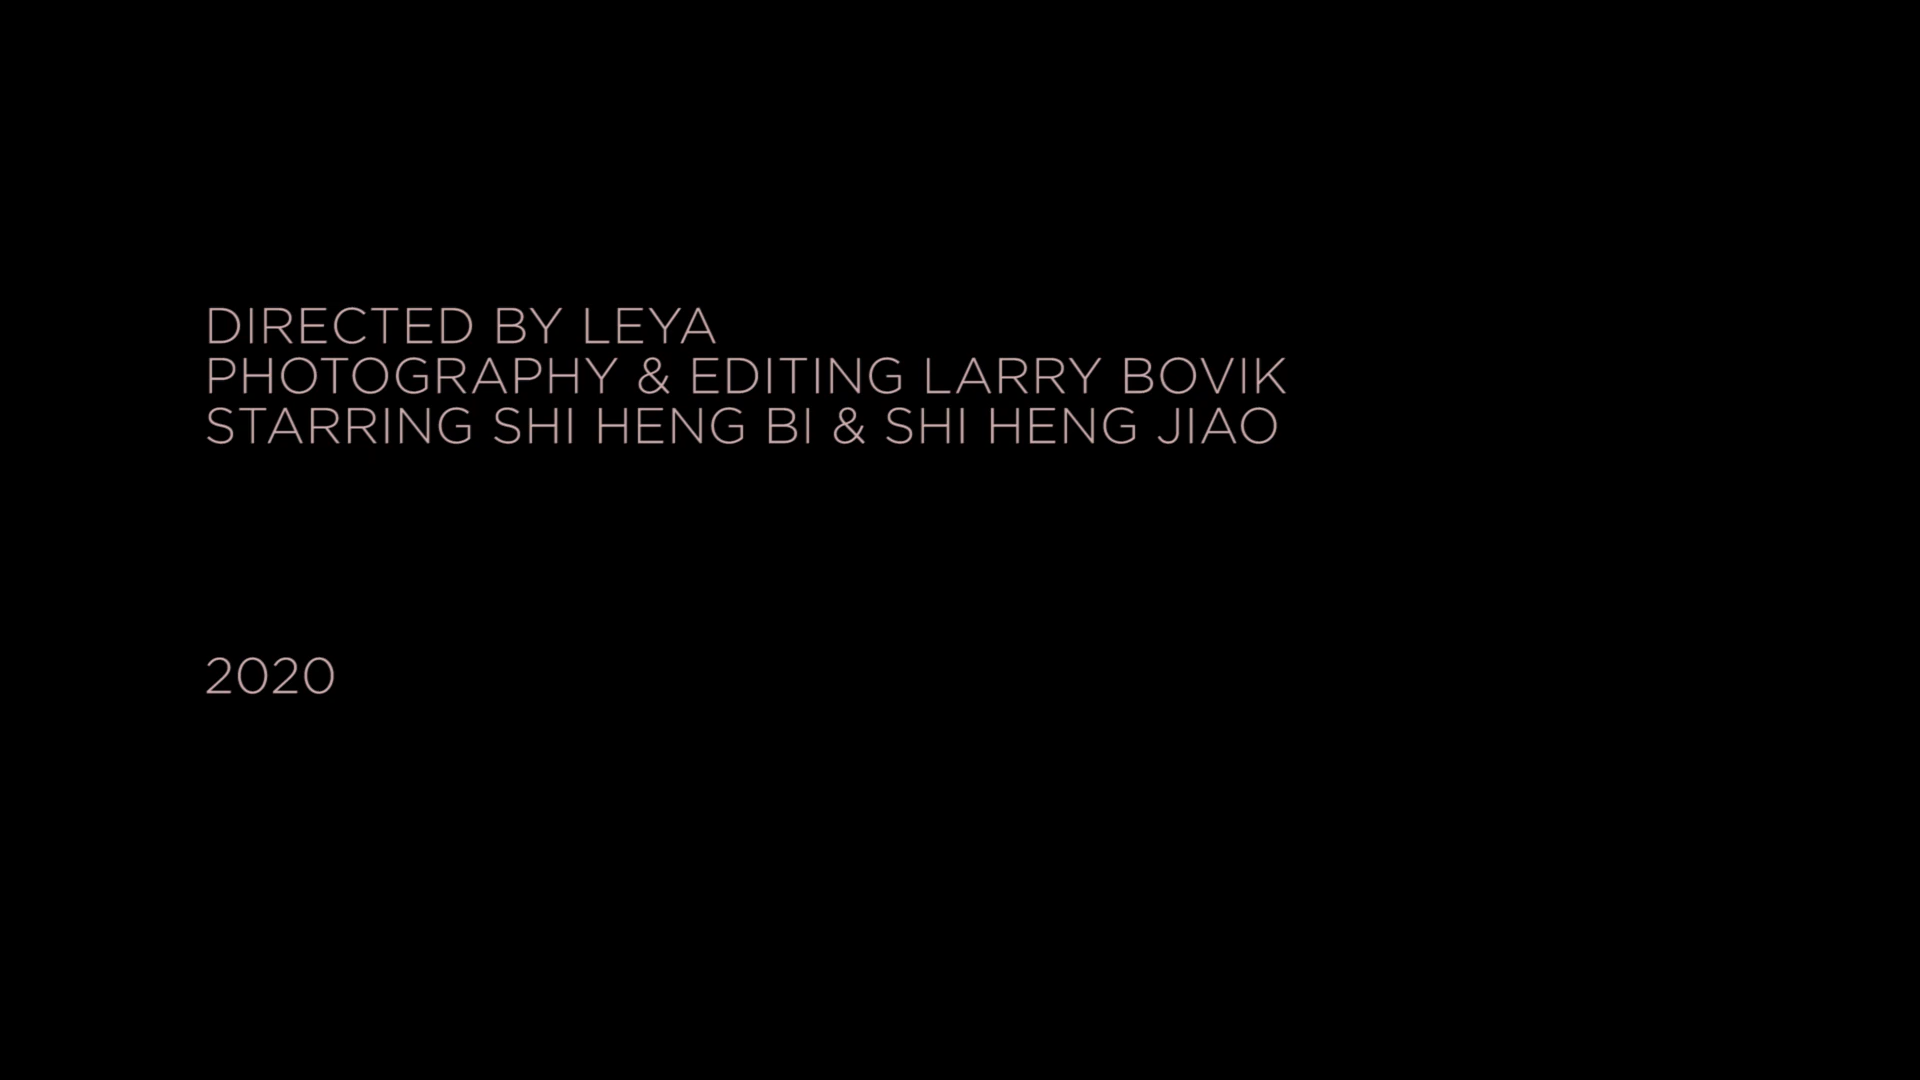 DIRECTED BY LEYA
PHOTOGRAPHY & EDITING LARRY BOVIK
STARRING SHI HENG BI & SHI HENG JIAO
2020